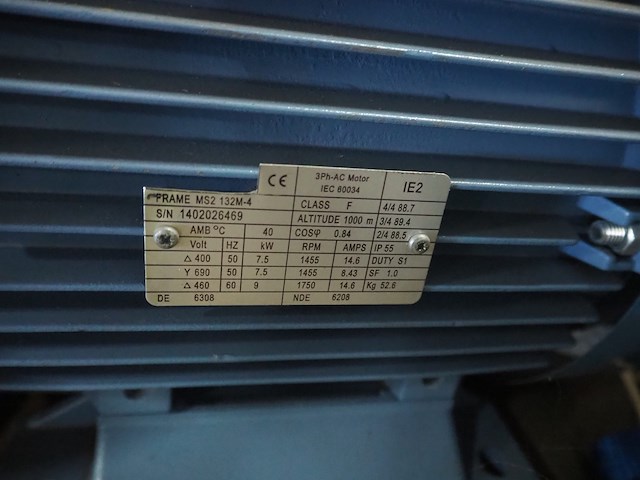 CE 3Ph-AC Motor IE2
IEC 60034
FRAME MS2 132M-4 CLASS F 4/4 88.7
S/N 1402026469 ALTITUDE 1000 m 3/4 89.4
AMB °C 40 COSφ 0.84 2/4 88.5
Volt HZ kW RPM AMPS IP 55
△ 400 50 7.5 1455 14.6 DUTY S1
Y 690 50 7.5 1455 8.43 SF 1.0
△ 460 60 9 1750 14.6 Kg 52.6
DE 6308 NDE 6208